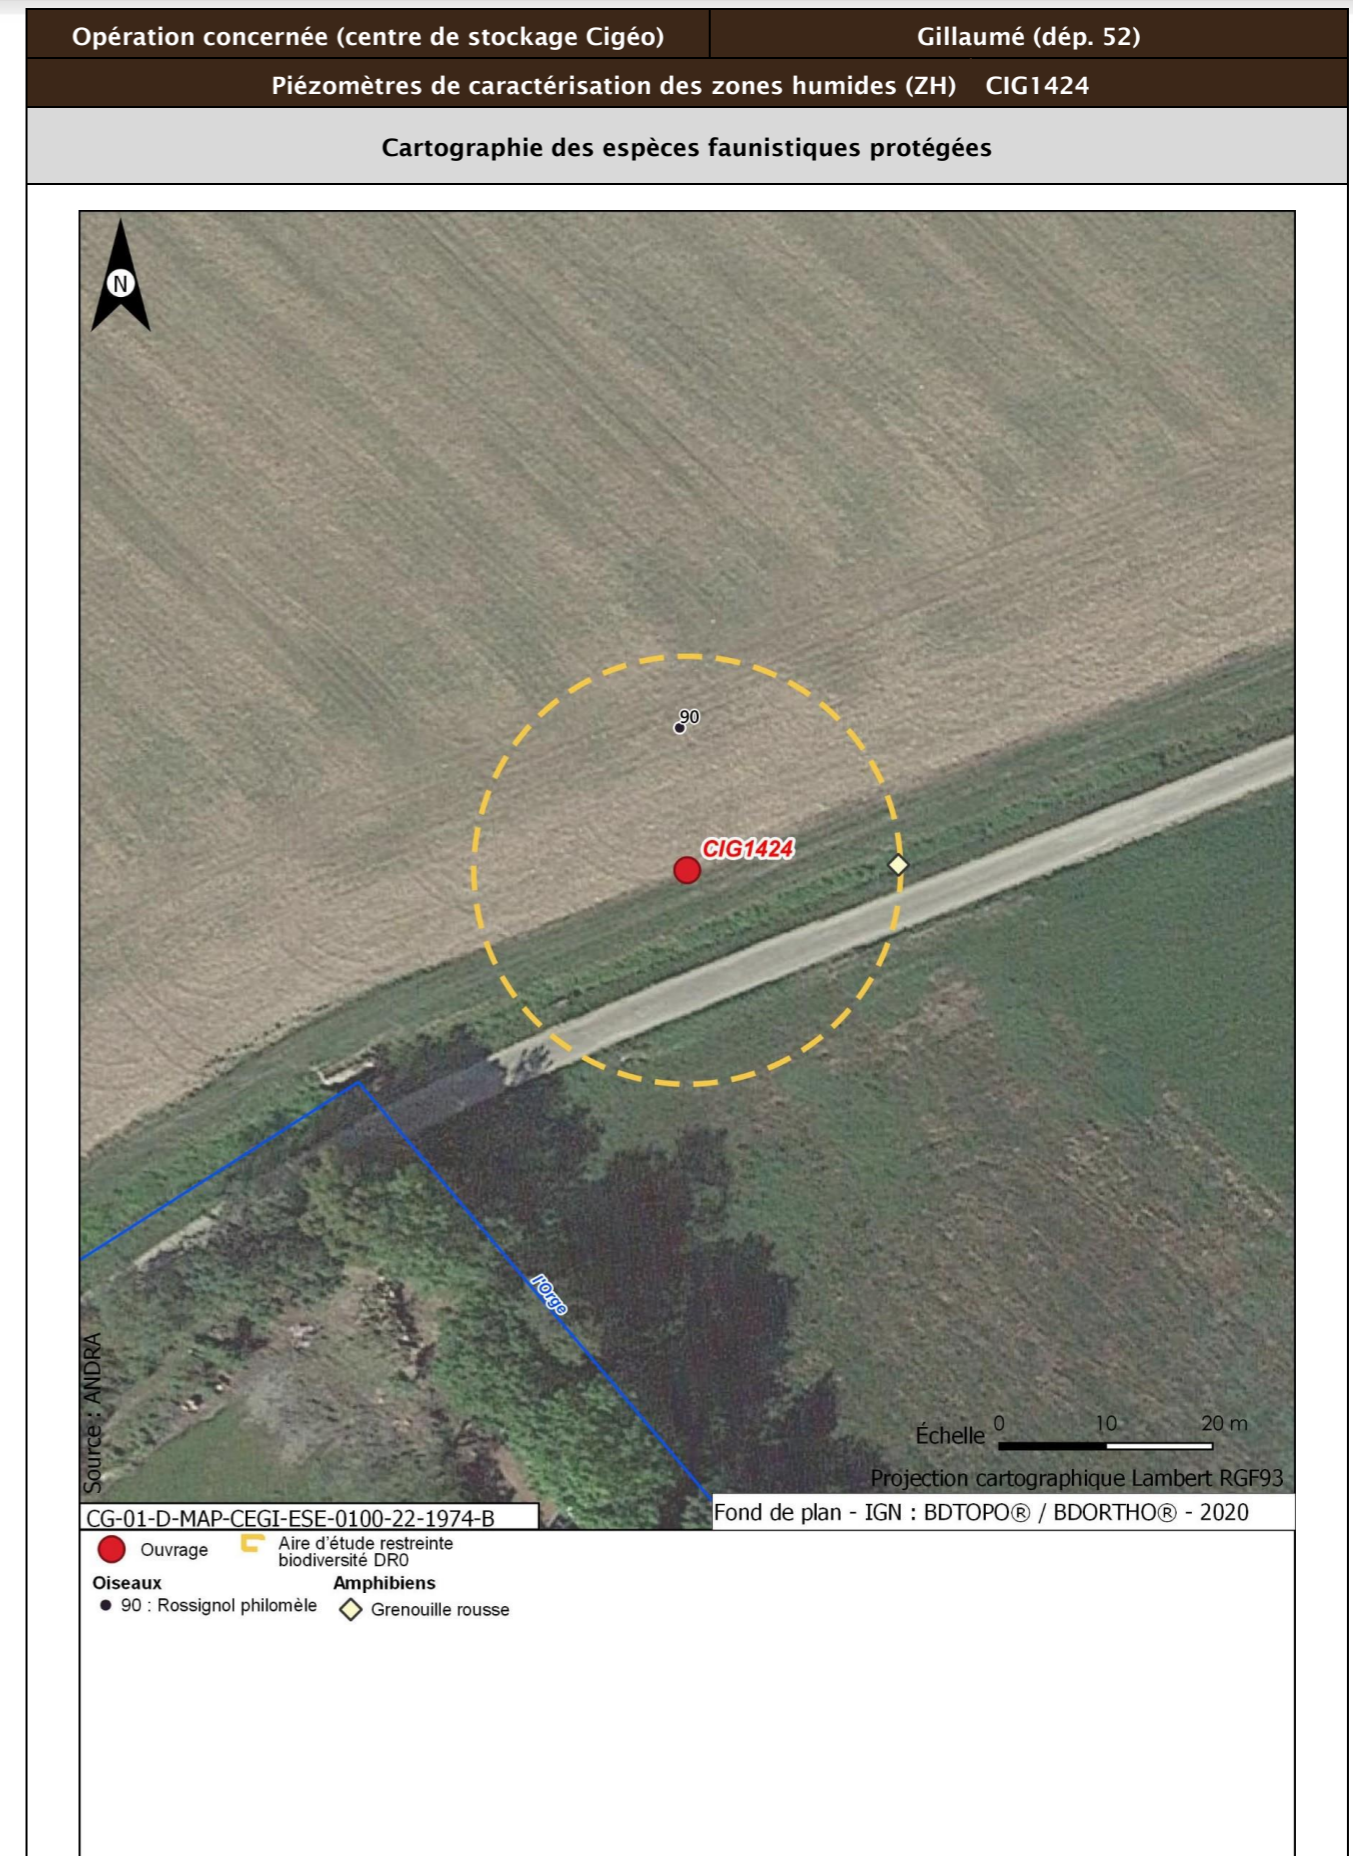 Opération concernée (centre de stockage Cigéo) Gillaumé (dép. 52)
Piézomètres de caractérisation des zones humides (ZH) CIG1424
Cartographie des espèces faunistiques protégées
N
90
CIG1424
l'Orge
Source : ANDRA
Échelle 0 10 20 m
Projection cartographique Lambert RGF93
CG-01-D-MAP-CEGI-ESE-0100-22-1974-B
Fond de plan - IGN : BDTOPO® / BDORTHO® - 2020
Ouvrage
Aire d'étude restreinte
biodiversité DR0
Oiseaux
90 : Rossignol philomèle
Amphibiens
Grenouille rousse